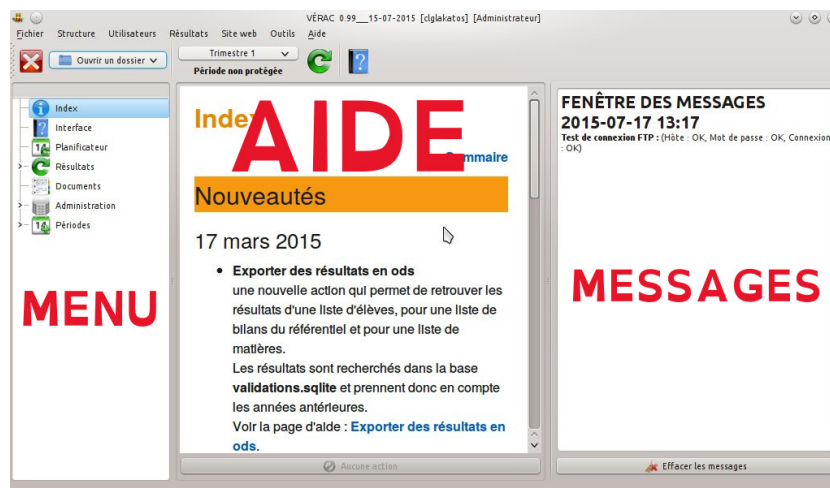 VÉRAC 0.99__15-07-2015 [clglakatos] [Administrateur]
Fichier Structure Utilisateurs Résultats Site web Outils Aide
Ouvrir un dossier
Trimestre 1
Période non protégée
Index
Interface
Planificateur
Résultats
Documents
Administration
Périodes
MENU
AIDE
Nouveautés
17 mars 2015
Exporter des résultats en ods
une nouvelle action qui permet de retrouver les
résultats d'une liste d'élèves, pour une liste de
bilans du référentiel et pour une liste de
matières.
Les résultats sont recherchés dans la base
validations.sqlite et prennent donc en compte
les années antérieures.
Voir la page d'aide : Exporter des résultats en
ods.
Aucune action
FENÊTRE DES MESSAGES
2015-07-17 13:17
Test de connexion FTP : (Hôte : OK, Mot de passe : OK, Connexion
: OK)
MESSAGES
Effacer les messages